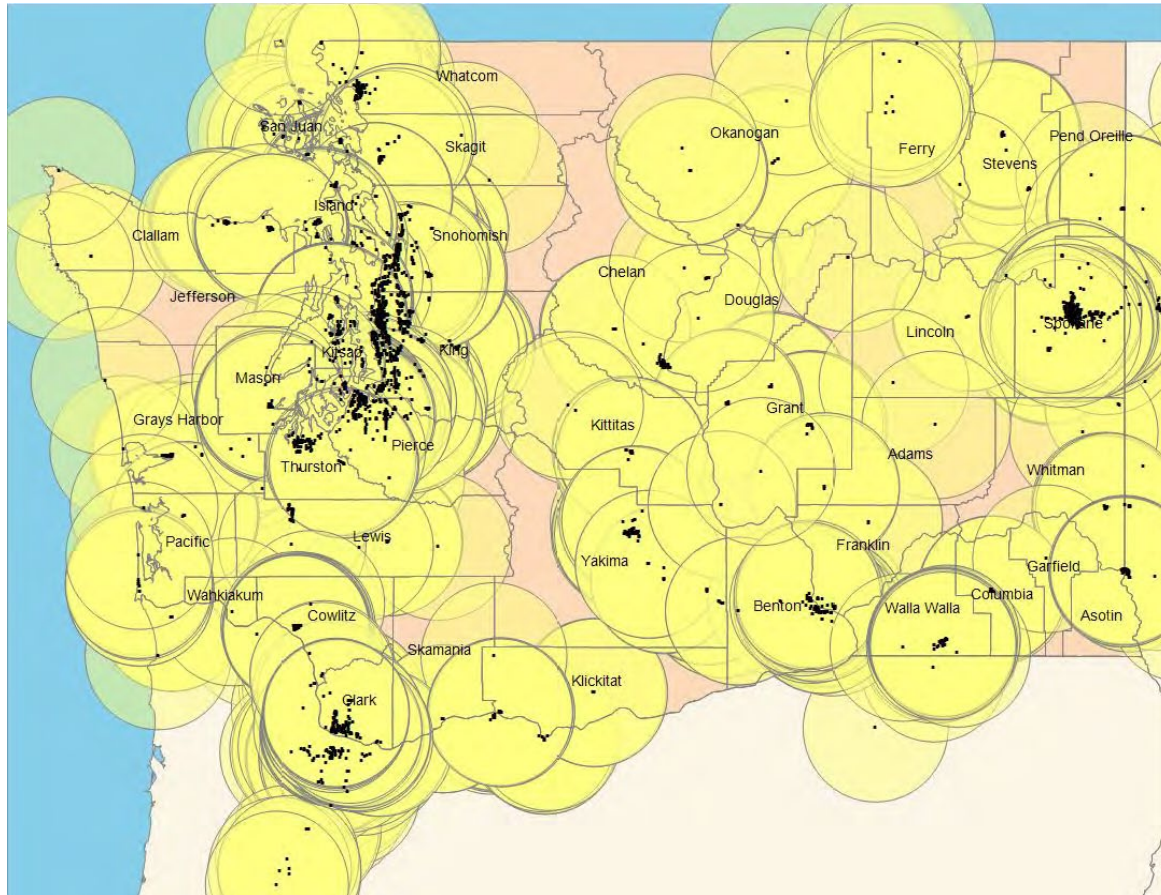 Whatcom
San Juan
Skagit
Okanogan
Ferry
Stevens
Pend Oreille
Island
Clallam
Snohomish
Chelan
Jefferson
Douglas
Lincoln
Spokane
Kitsap
King
Mason
Grant
Grays Harbor
Kittitas
Pierce
Thurston
Adams
Whitman
Pacific
Lewis
Yakima
Franklin
Garfield
Wahkiakum
Cowlitz
Benton
Walla Walla
Columbia
Asotin
Skamania
Klickitat
Clark